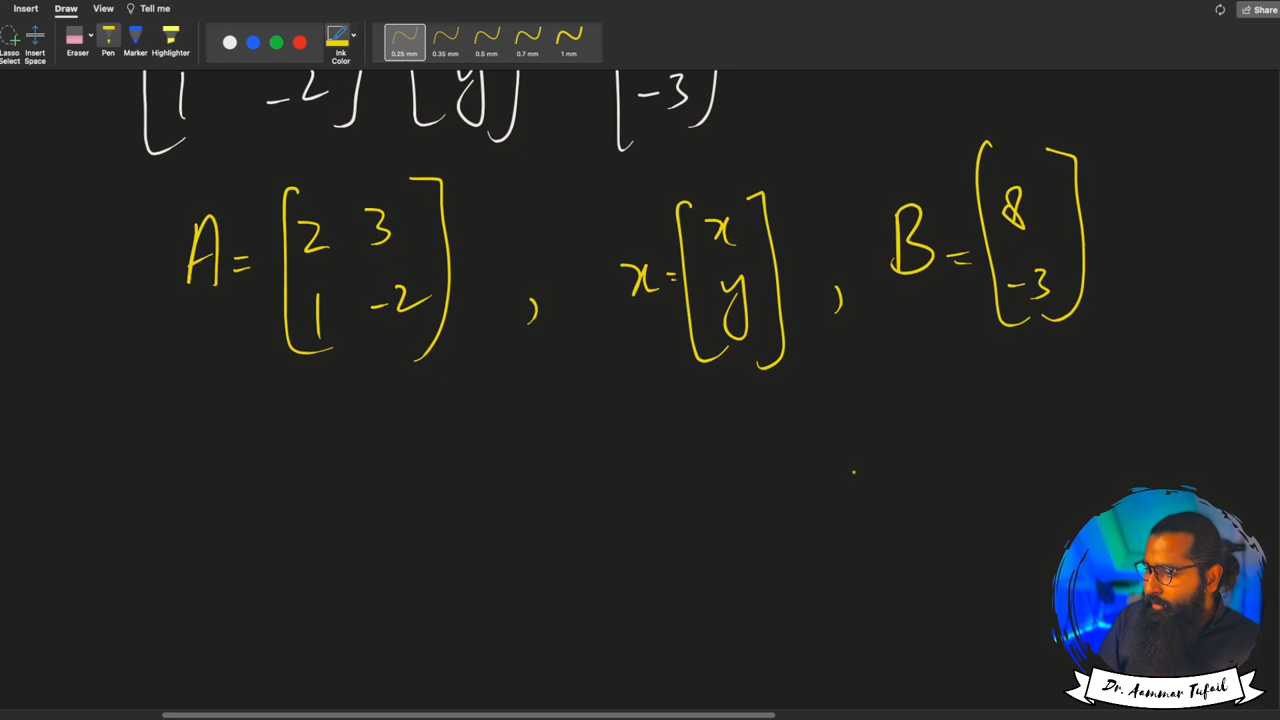 Insert Draw View Tell me Share
Lasso Select Insert Space Eraser Pen Marker Highlighter Ink Color 0.25 mm 0.35 mm 0.5 mm 0.7 mm 1 mm
1 -2 y -3
A = [2 3 , x = [x , B = [8
1 -2] y] -3]
Dr. Aammar Tufail